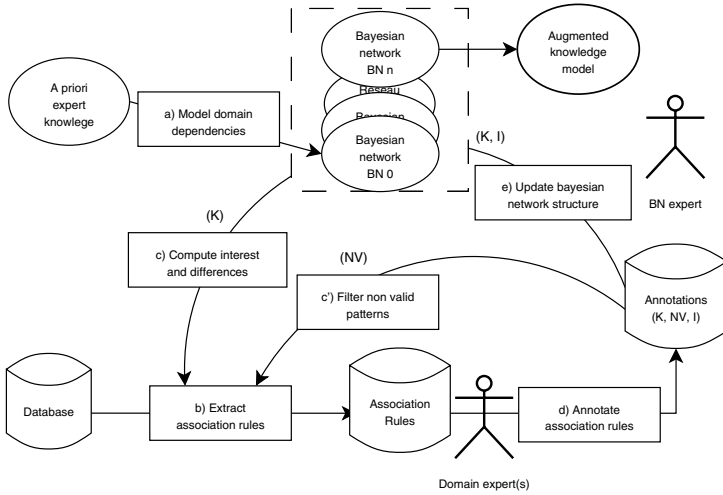 Bayesian
network
BN n
Augmented
knowledge
model
A priori
expert
knowlege
Reseau
a) Model domain
dependencies
Bayesian
Bayesian
network
BN 0
(K, I)
e) Update bayesian
network structure
BN expert
(K)
c) Compute interest
and differences
(NV)
c') Filter non valid
patterns
Annotations
(K, NV, I)
Database
b) Extract
association rules
Association
Rules
d) Annotate
association rules
Domain expert(s)